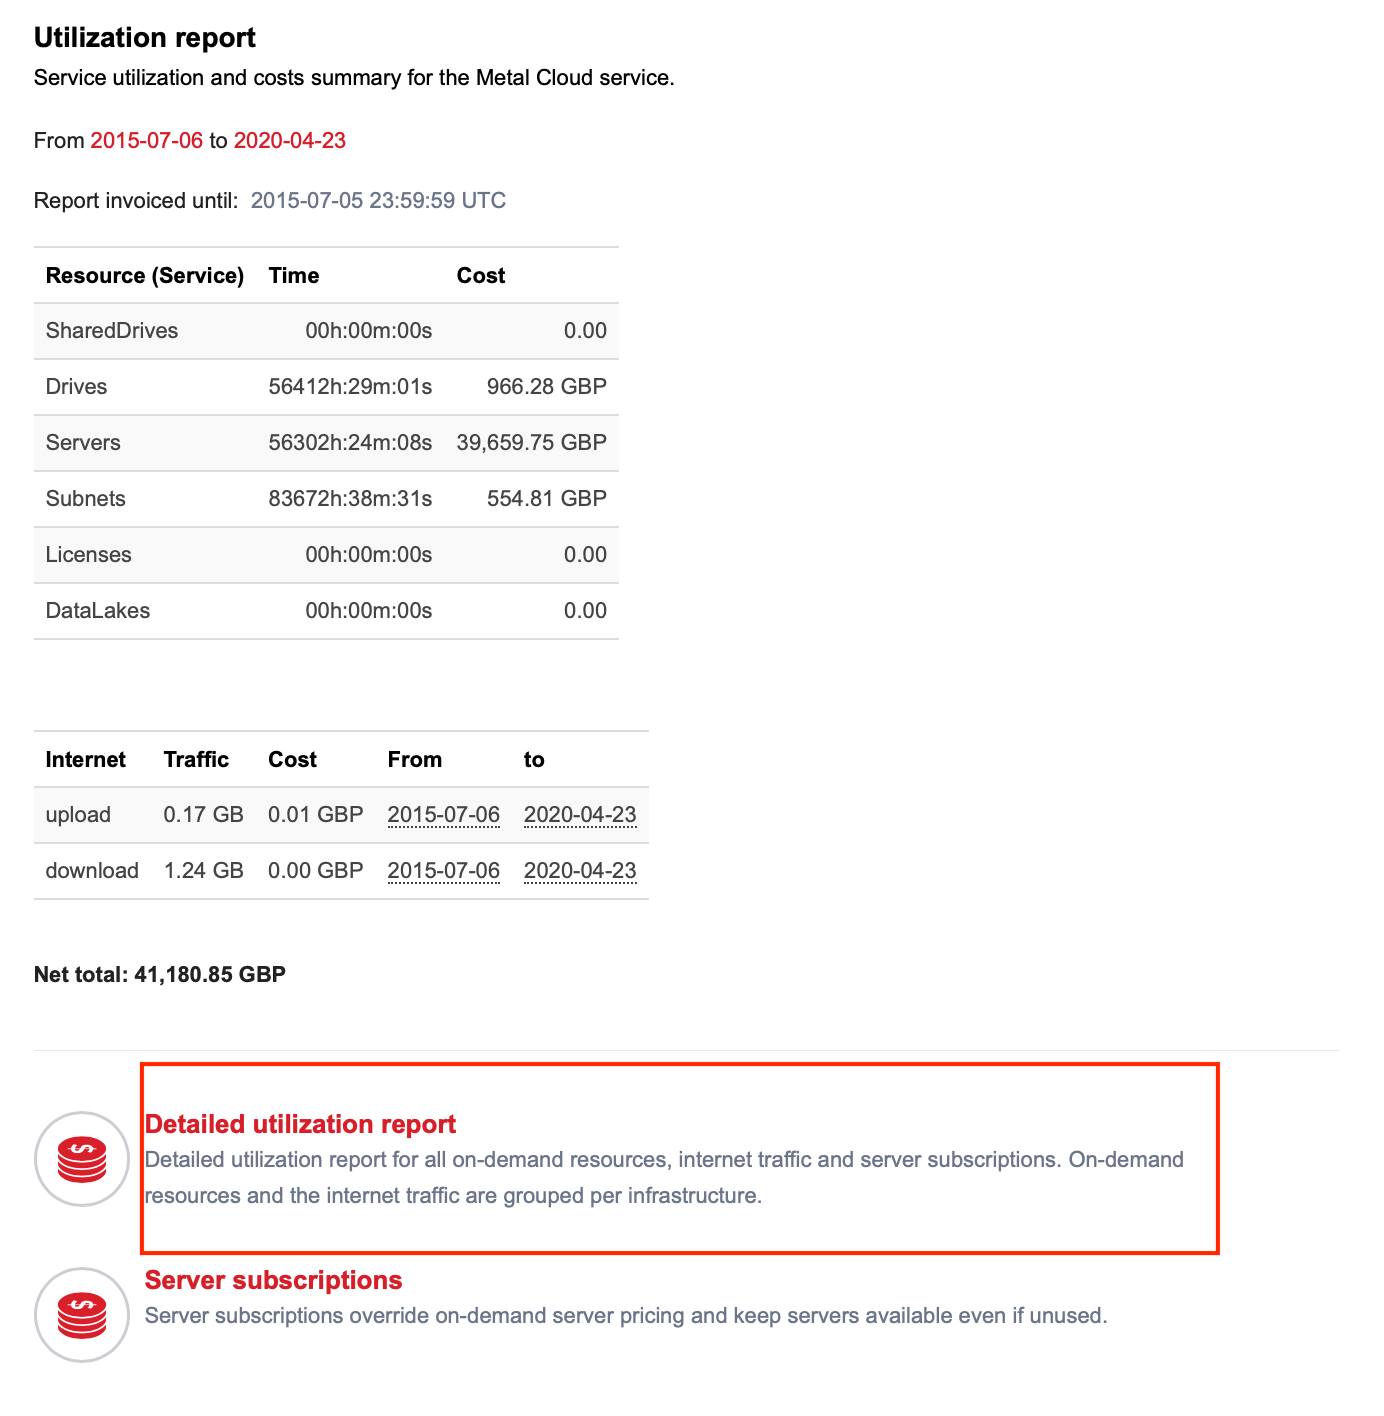 Utilization report
Service utilization and costs summary for the Metal Cloud service.
From 2015-07-06 to 2020-04-23
Report invoiced until: 2015-07-05 23:59:59 UTC
Resource (Service) Time Cost
SharedDrives 00h:00m:00s 0.00
Drives 56412h:29m:01s 966.28 GBP
Servers 56302h:24m:08s 39,659.75 GBP
Subnets 83672h:38m:31s 554.81 GBP
Licenses 00h:00m:00s 0.00
DataLakes 00h:00m:00s 0.00
Internet Traffic Cost From to
upload 0.17 GB 0.01 GBP 2015-07-06 2020-04-23
download 1.24 GB 0.00 GBP 2015-07-06 2020-04-23
Net total: 41,180.85 GBP
Detailed utilization report
Detailed utilization report for all on-demand resources, internet traffic and server subscriptions. On-demand
resources and the internet traffic are grouped per infrastructure.
Server subscriptions
Server subscriptions override on-demand server pricing and keep servers available even if unused.